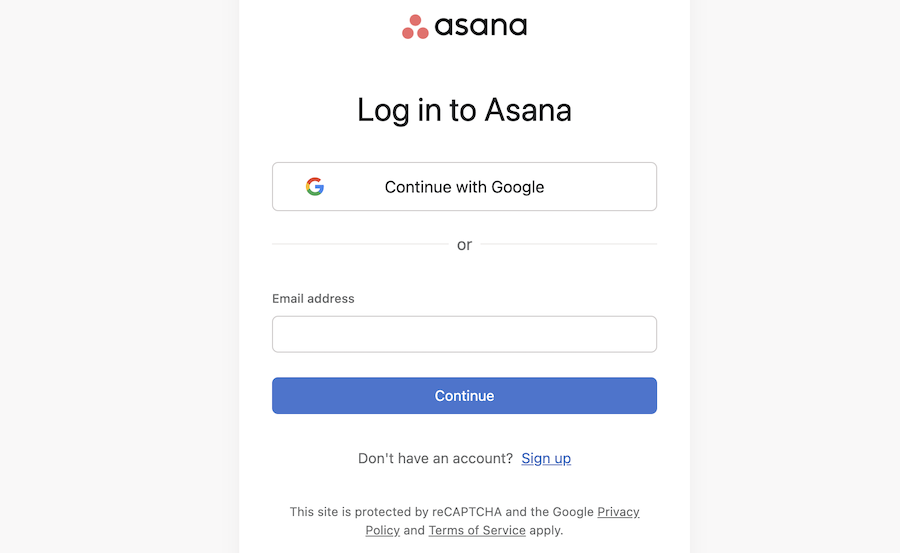 asana
Log in to Asana
Continue with Google
or
Email address
Continue
Don't have an account? Sign up
This site is protected by reCAPTCHA and the Google Privacy
Policy and Terms of Service apply.